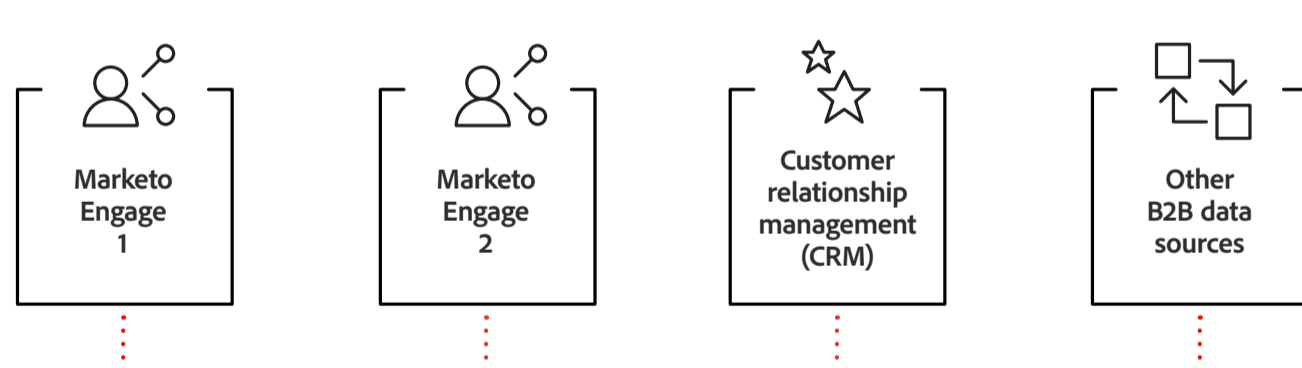 Marketo
Engage
1
Marketo
Engage
2
Customer
relationship
management
(CRM)
Other
B2B data
sources